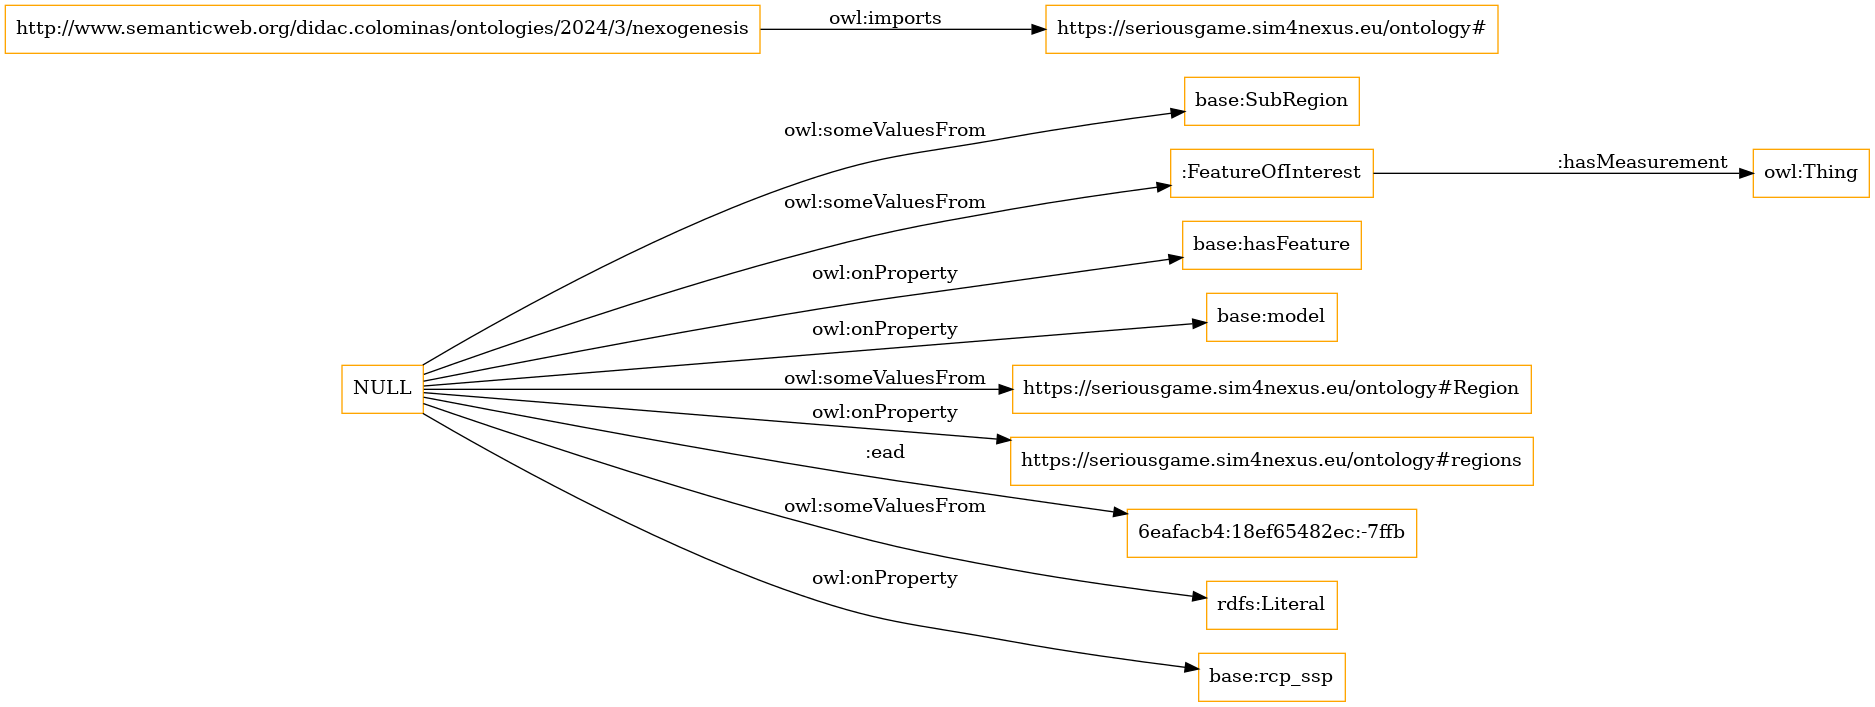 http://www.semanticweb.org/didac.colominas/ontologies/2024/3/nexogenesis
owl:imports
https://seriousgame.sim4nexus.eu/ontology#
base:SubRegion
owl:someValuesFrom
:FeatureOfInterest
:hasMeasurement
owl:Thing
owl:someValuesFrom
base:hasFeature
owl:onProperty
base:model
owl:onProperty
NULL
owl:someValuesFrom
https://seriousgame.sim4nexus.eu/ontology#Region
owl:onProperty
https://seriousgame.sim4nexus.eu/ontology#regions
:ead
6eafacb4:18ef65482ec:-7ffb
owl:someValuesFrom
rdfs:Literal
owl:onProperty
base:rcp_ssp